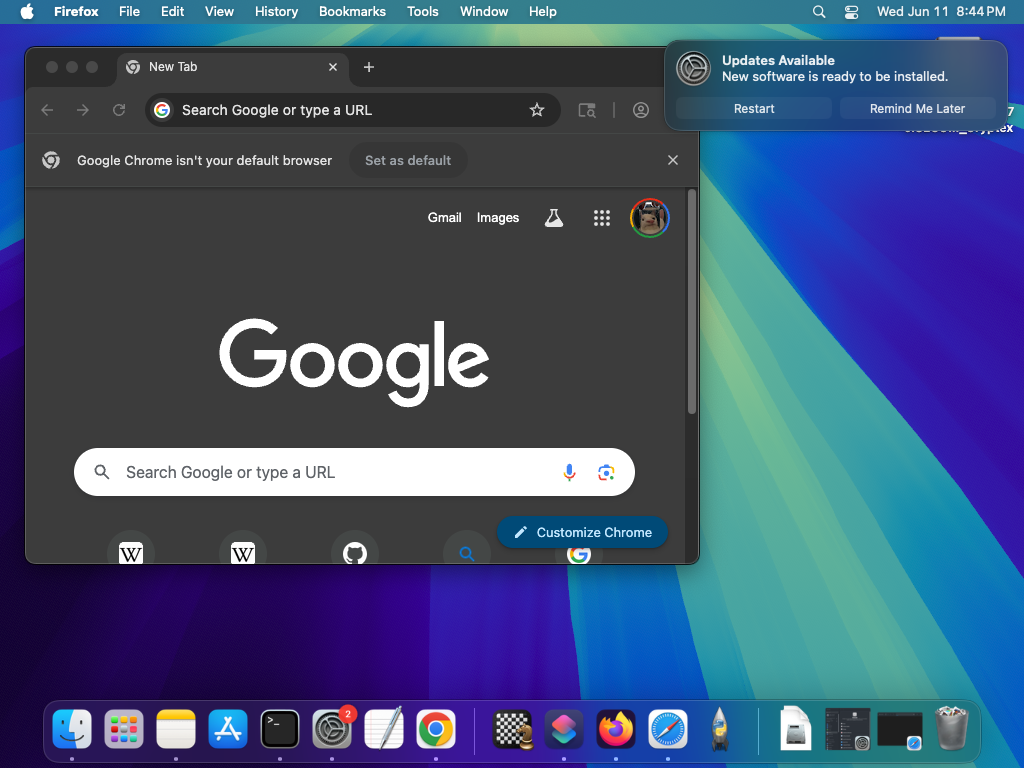 Firefox File Edit View History Bookmarks Tools Window Help Wed Jun 11 8:44 PM
New Tab
Updates Available
New software is ready to be installed.
Restart Remind Me Later
Search Google or type a URL
Google Chrome isn't your default browser Set as default
Gmail Images
Google
Search Google or type a URL
Customize Chrome
W W G
>_
2